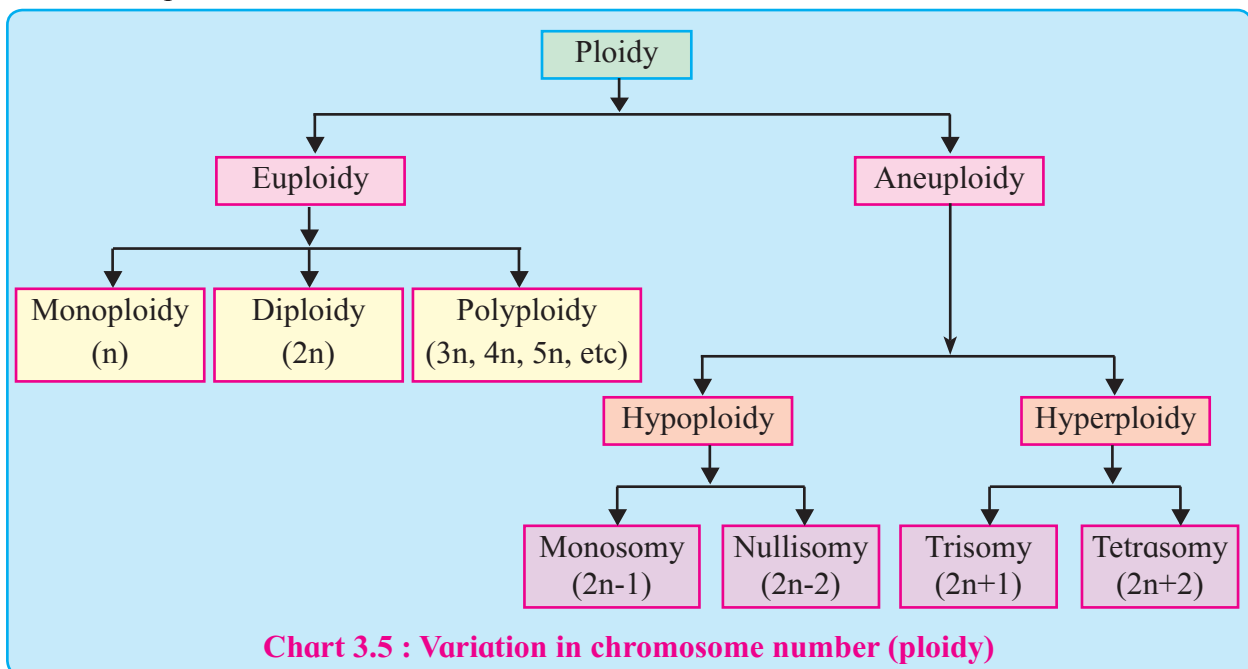 Ploidy
Euploidy
Aneuploidy
Monoploidy
(n)
Diploidy
(2n)
Polyploidy
(3n, 4n, 5n, etc)
Hypoploidy
Hyperploidy
Monosomy
(2n-1)
Nullisomy
(2n-2)
Trisomy
(2n+1)
Tetrasomy
(2n+2)
Chart 3.5 : Variation in chromosome number (ploidy)